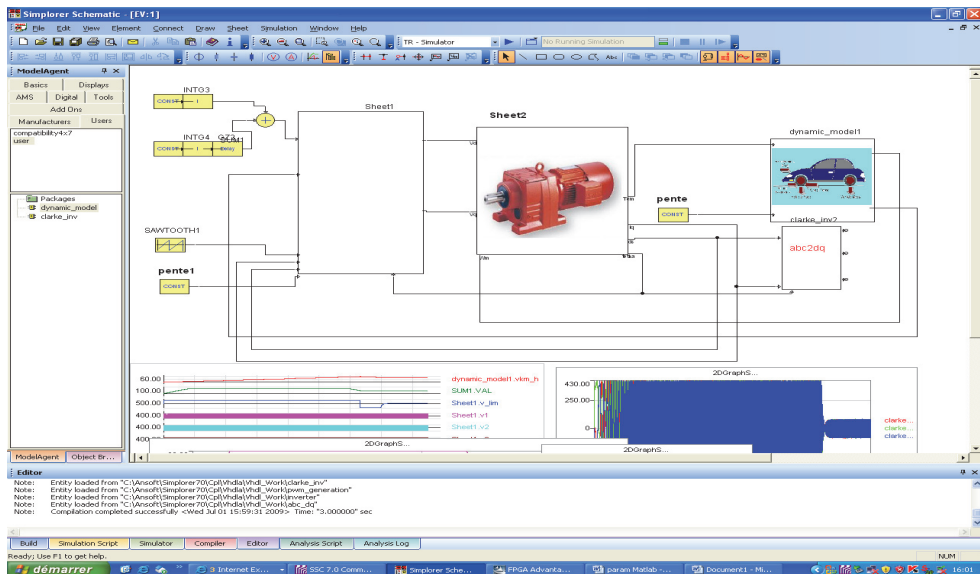 Simplorer Schematic - [EV:1]
File Edit View Element Connect Draw Sheet Simulation Window Help
TR - Simulator
No Running Simulation
ModelAgent
Basics Displays
AMS Digital Tools
Add Ons
Manufacturers Users
compatibility4x7
user
Packages
dynamic_model
clarke_inv
INTG3
CONST I
INTG4
CONST I Delay
Sheet1
Sheet2
dynamic_model1
pente
CONST
clarke_inv2
abc2dq
SAWTOOTH1
pente1
CONST
60.00
100.00
500.00
400.00
400.00
dynamic_model1.vkm_h
SUM1.VAL
Sheet1.v_lim
Sheet1.v1
Sheet1.v2
2DGraphS...
2DGraphS...
2DGraphS...
430.00
250.00
0
clarke...
clarke...
clarke...
ModelAgent Object Br...
Editor
Note: Entity loaded from "C:\Ansoft\Simplorer70\Cpl\Vhdla\Vhdl_Work\clarke_inv"
Note: Entity loaded from "C:\Ansoft\Simplorer70\Cpl\Vhdla\Vhdl_Work\pwm_generation"
Note: Entity loaded from "C:\Ansoft\Simplorer70\Cpl\Vhdla\Vhdl_Work\inverter"
Note: Entity loaded from "C:\Ansoft\Simplorer70\Cpl\Vhdla\Vhdl_Work\abc_dq"
Note: Compilation completed successfully <Wed Jul 01 15:59:31 2009> Time: "3.000000" sec
Build Simulation Script Simulator Compiler Editor Analysis Script Analysis Log
Ready; Use F1 to get help.
NUM
démarrer
3 Internet Ex...
SSC 7.0 Comm...
Simplorer Sche...
FPGA Advanta...
param Matlab -...
Document1 - Mi...
16:01